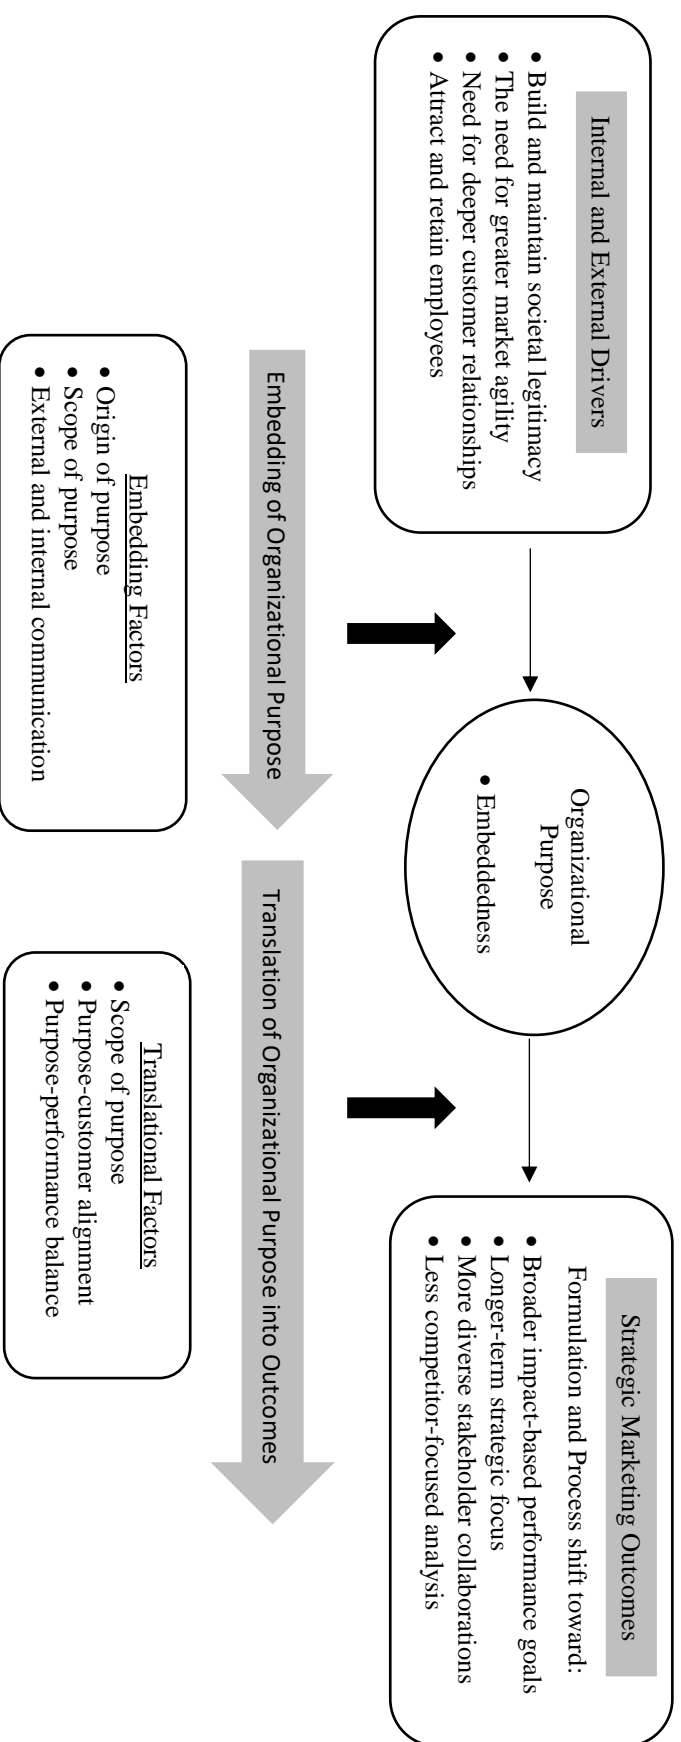 Internal and External Drivers
• Build and maintain societal legitimacy
• The need for greater market agility
• Need for deeper customer relationships
• Attract and retain employees
Organizational
Purpose
• Embeddedness
Strategic Marketing Outcomes
Formulation and Process shift toward:
• Broader impact-based performance goals
• Longer-term strategic focus
• More diverse stakeholder collaborations
• Less competitor-focused analysis
Embedding of Organizational Purpose
Translation of Organizational Purpose into Outcomes
Embedding Factors
• Origin of purpose
• Scope of purpose
• External and internal communication
Translational Factors
• Scope of purpose
• Purpose-customer alignment
• Purpose-performance balance